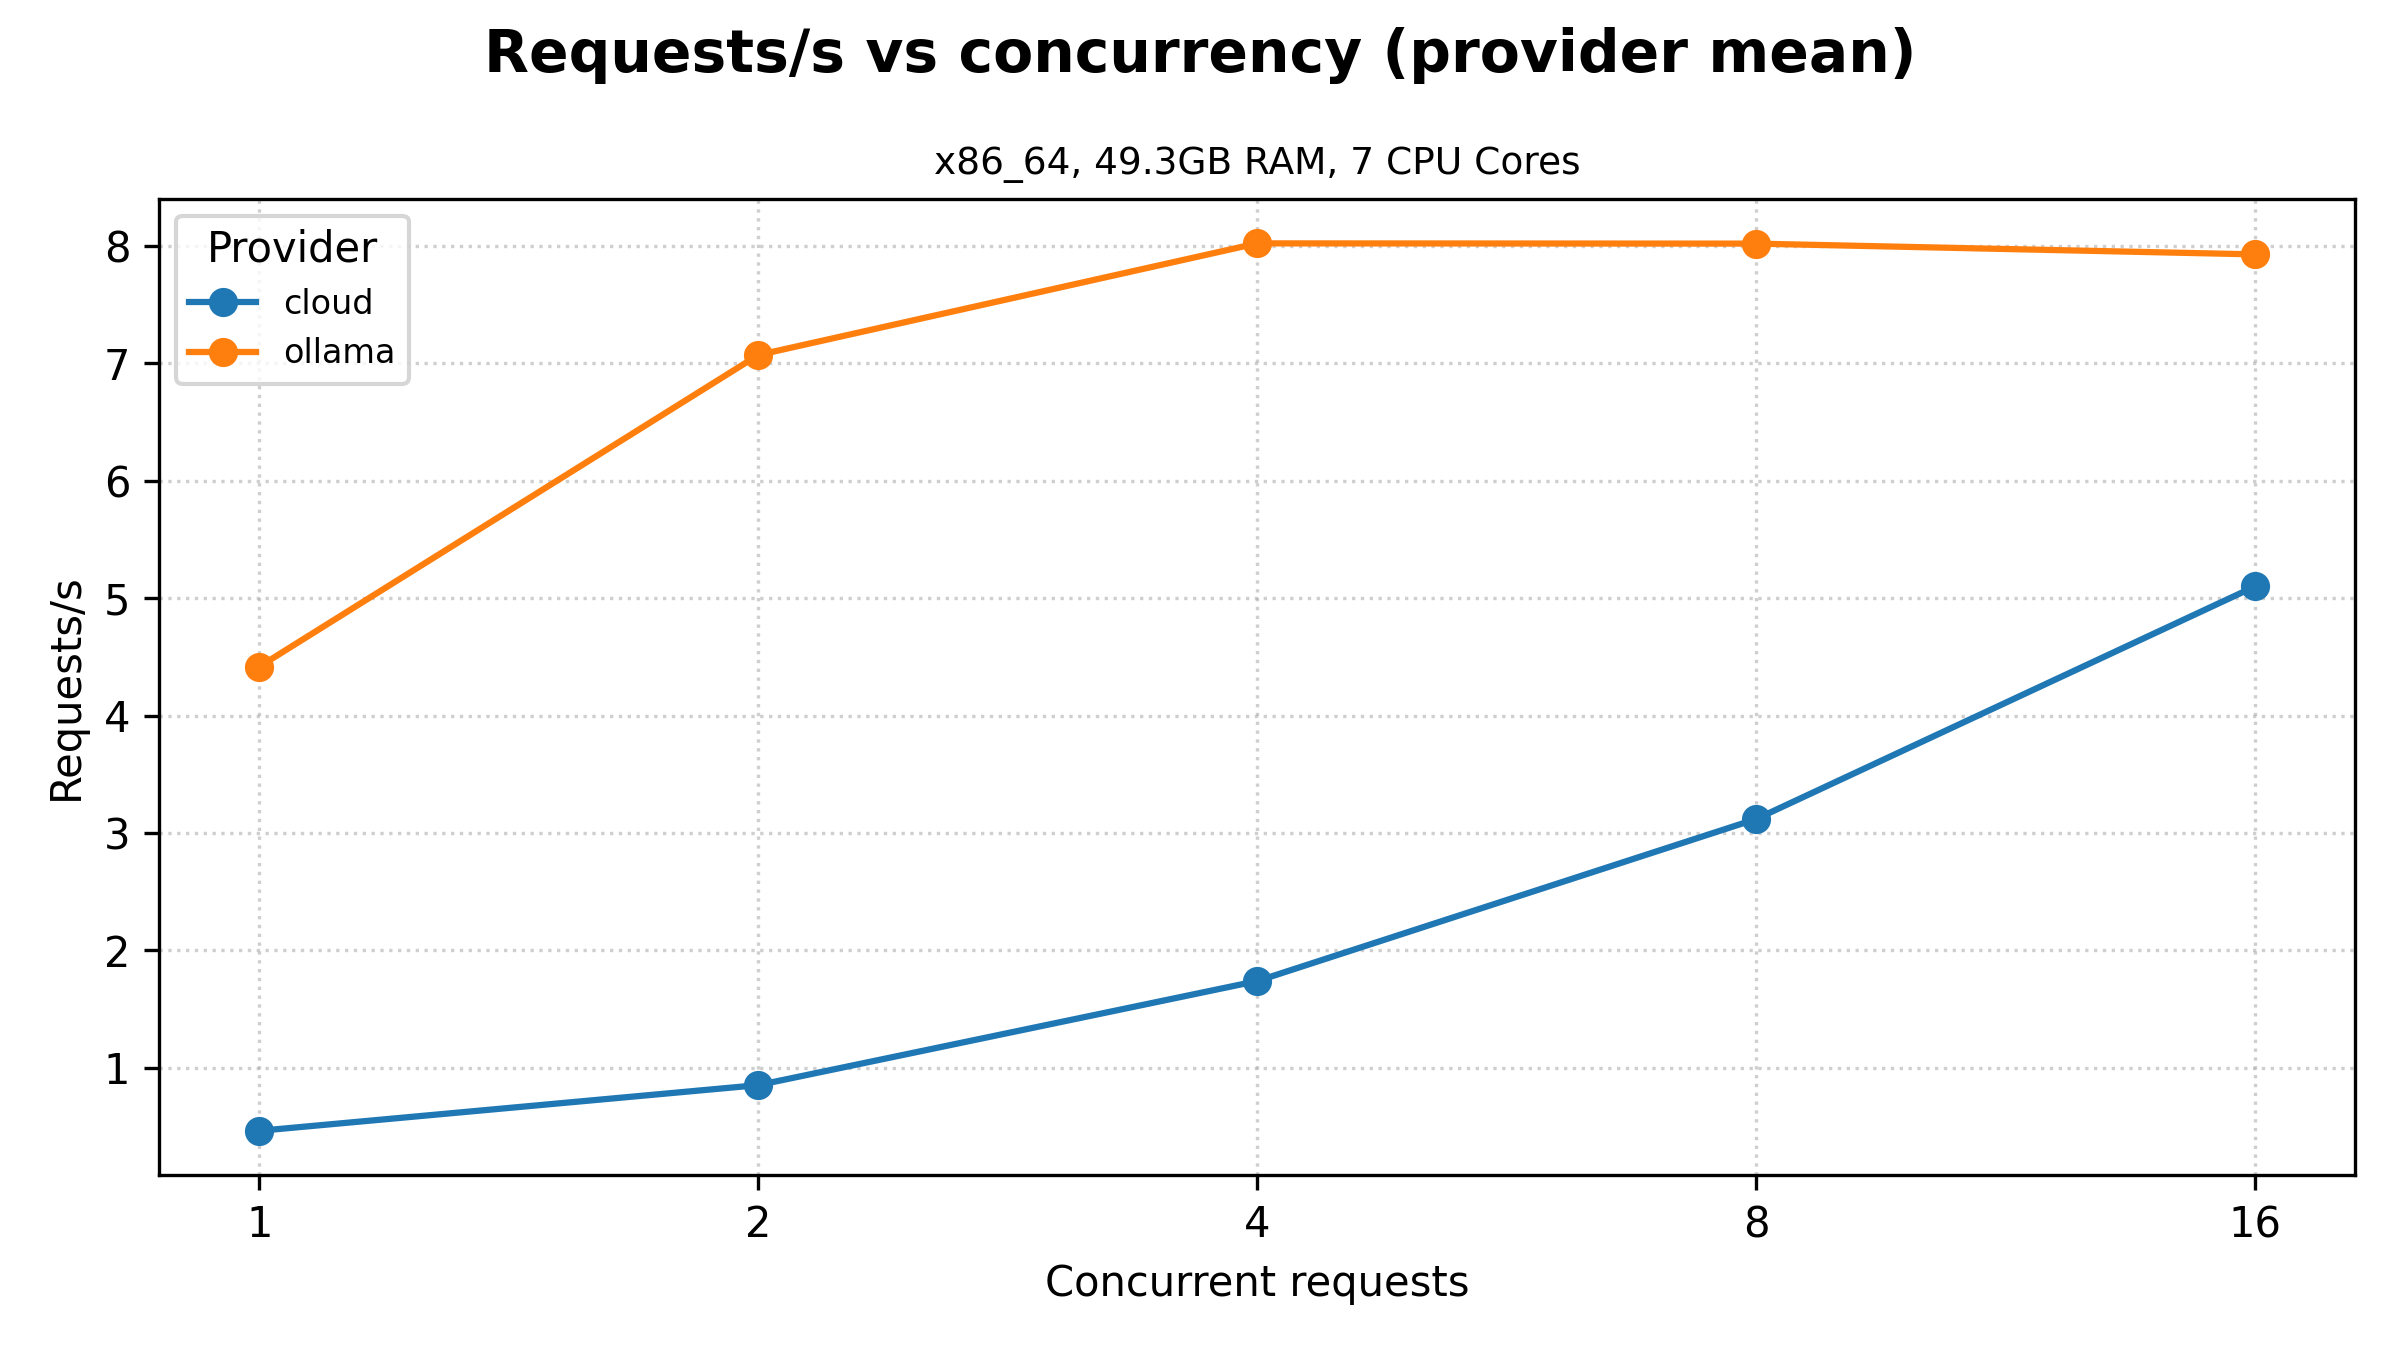 Requests/s vs concurrency (provider mean)
x86_64, 49.3GB RAM, 7 CPU Cores
Provider
cloud
ollama
Requests/s
8
7
6
5
4
3
2
1
1 2 4 8 16
Concurrent requests